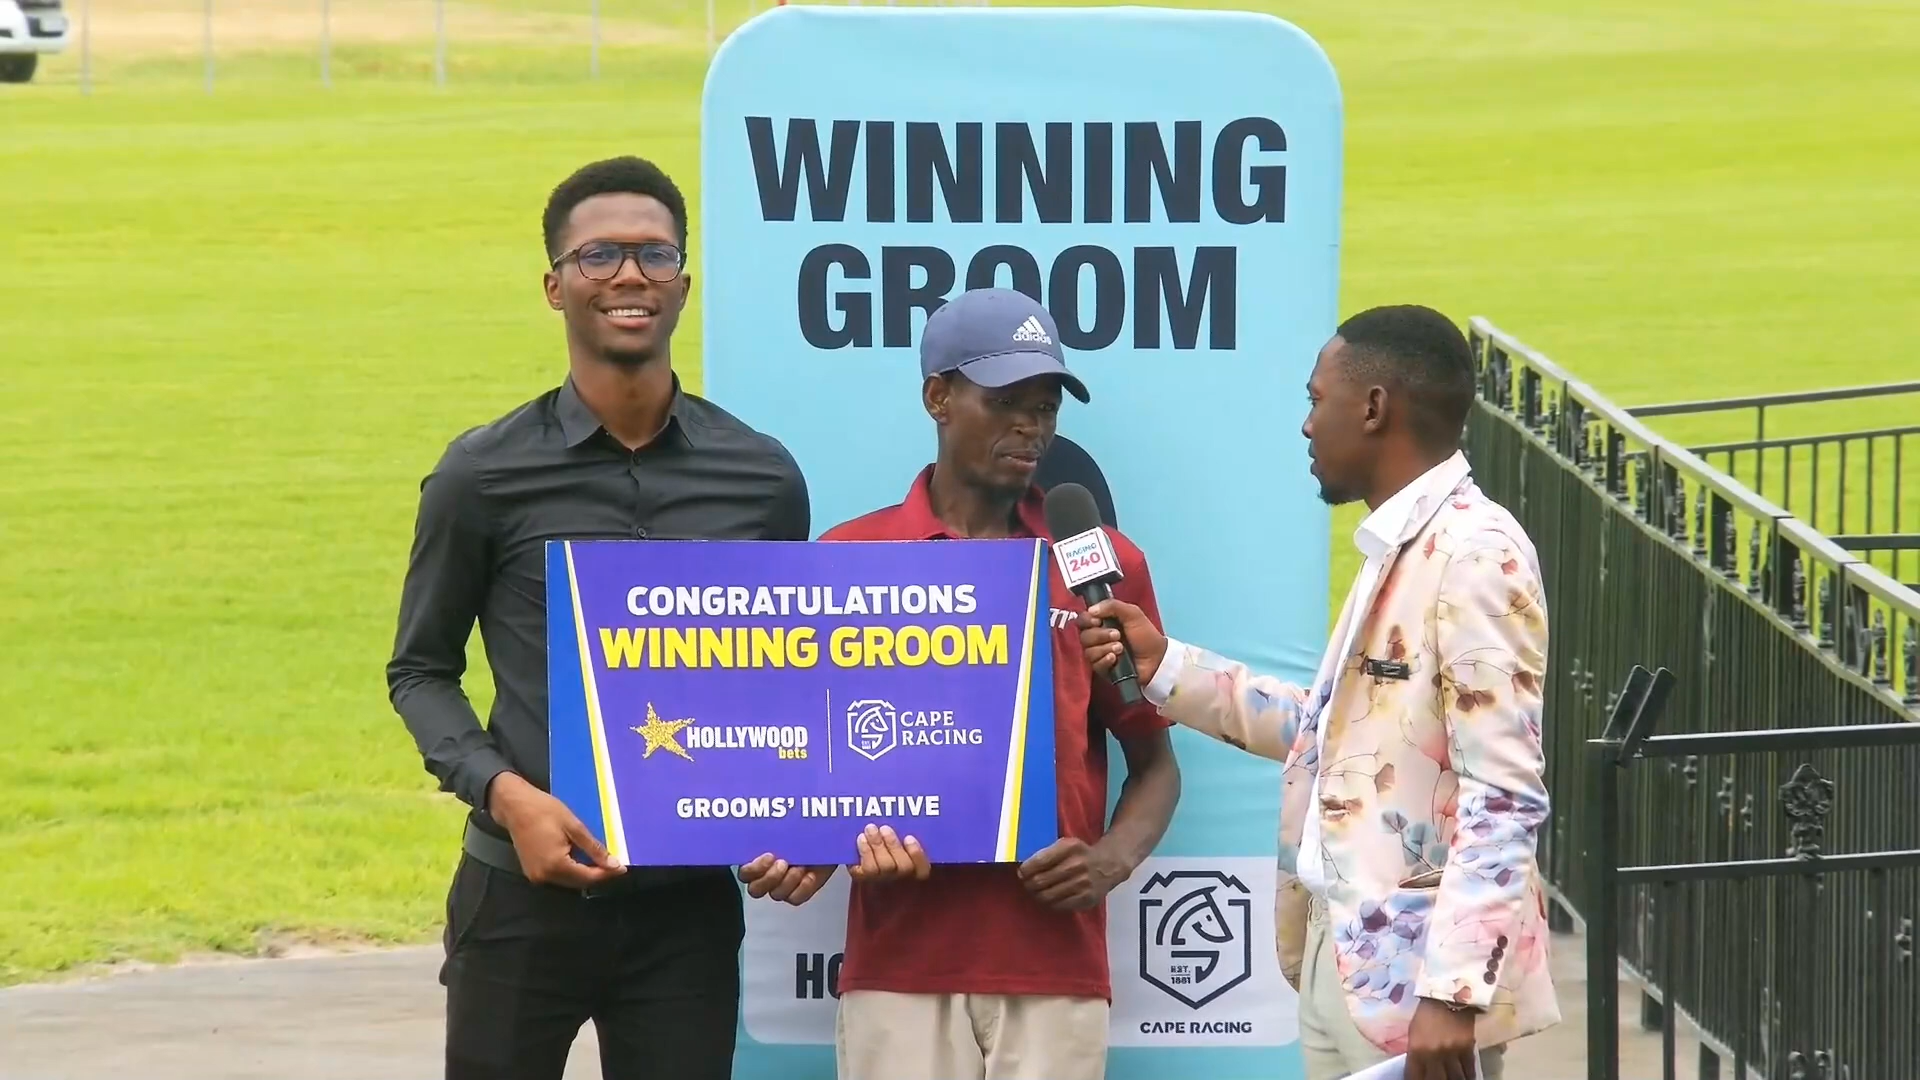 WINNING
GROOM
adidas
RACING
240
CONGRATULATIONS
WINNING GROOM
HOLLYWOOD
bets
CAPE
RACING
GROOMS' INITIATIVE
EST.
1881
CAPE RACING